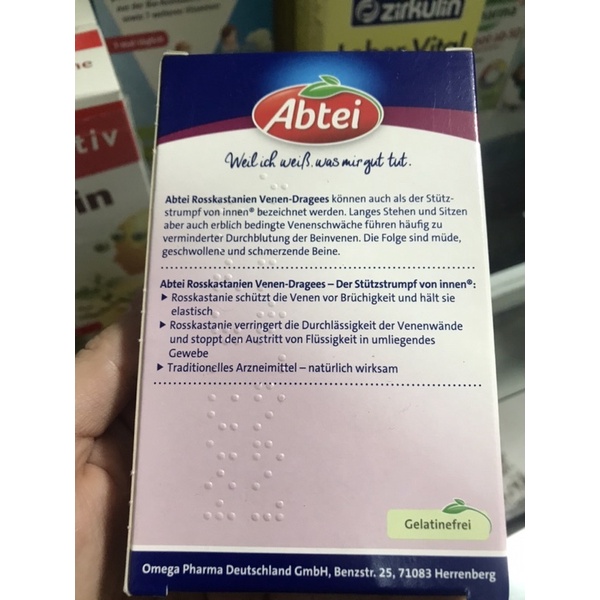 zirkulin
Leber-Vital
tiv
in
Abtei
Weil ich weiß, was mir gut tut.
Abtei Rosskastanien Venen-Dragees können auch als der Stütz-
strumpf von innen® bezeichnet werden. Langes Stehen und Sitzen
aber auch erblich bedingte Venenschwäche führen häufig zu
verminderter Durchblutung der Beinvenen. Die Folge sind müde,
geschwollene und schmerzende Beine.
Abtei Rosskastanien Venen-Dragees – Der Stützstrumpf von innen®:
▶ Rosskastanie schützt die Venen vor Brüchigkeit und hält sie
elastisch
▶ Rosskastanie verringert die Durchlässigkeit der Venenwände
und stoppt den Austritt von Flüssigkeit in umliegendes
Gewebe
▶ Traditionelles Arzneimittel – natürlich wirksam
Gelatinefrei
Omega Pharma Deutschland GmbH, Benzstr. 25, 71083 Herrenberg